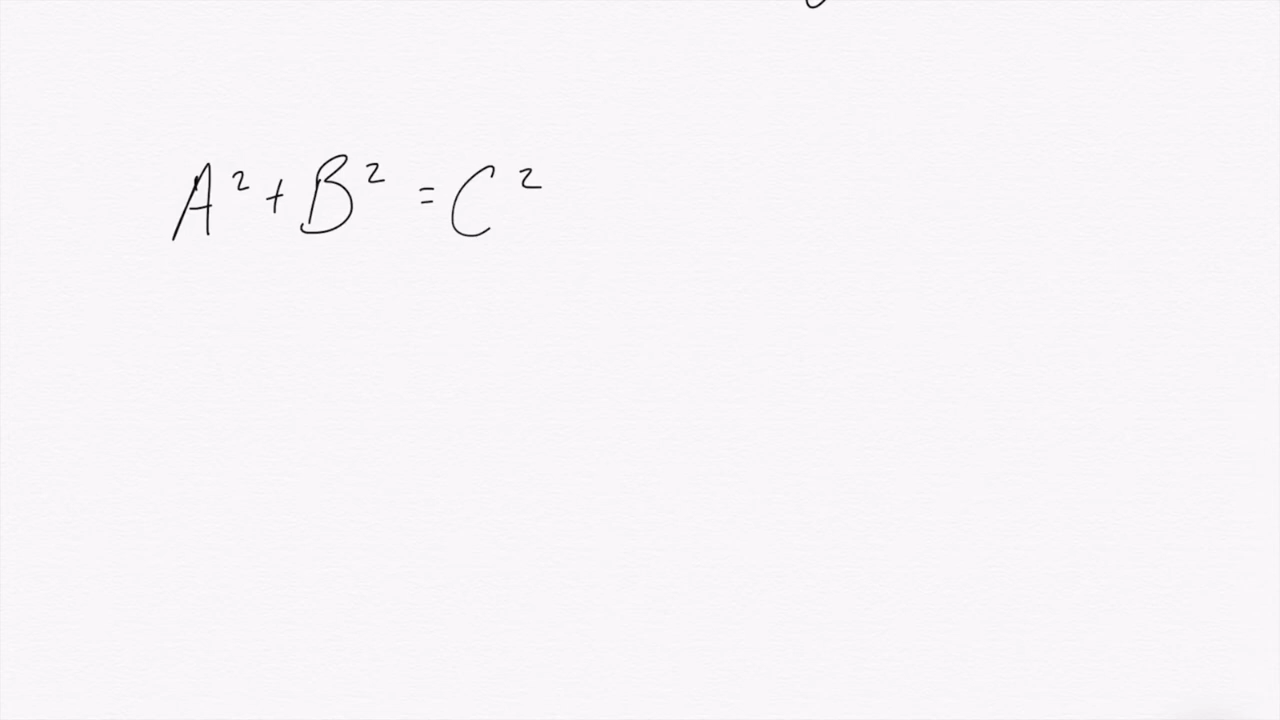 A² + B² = C²